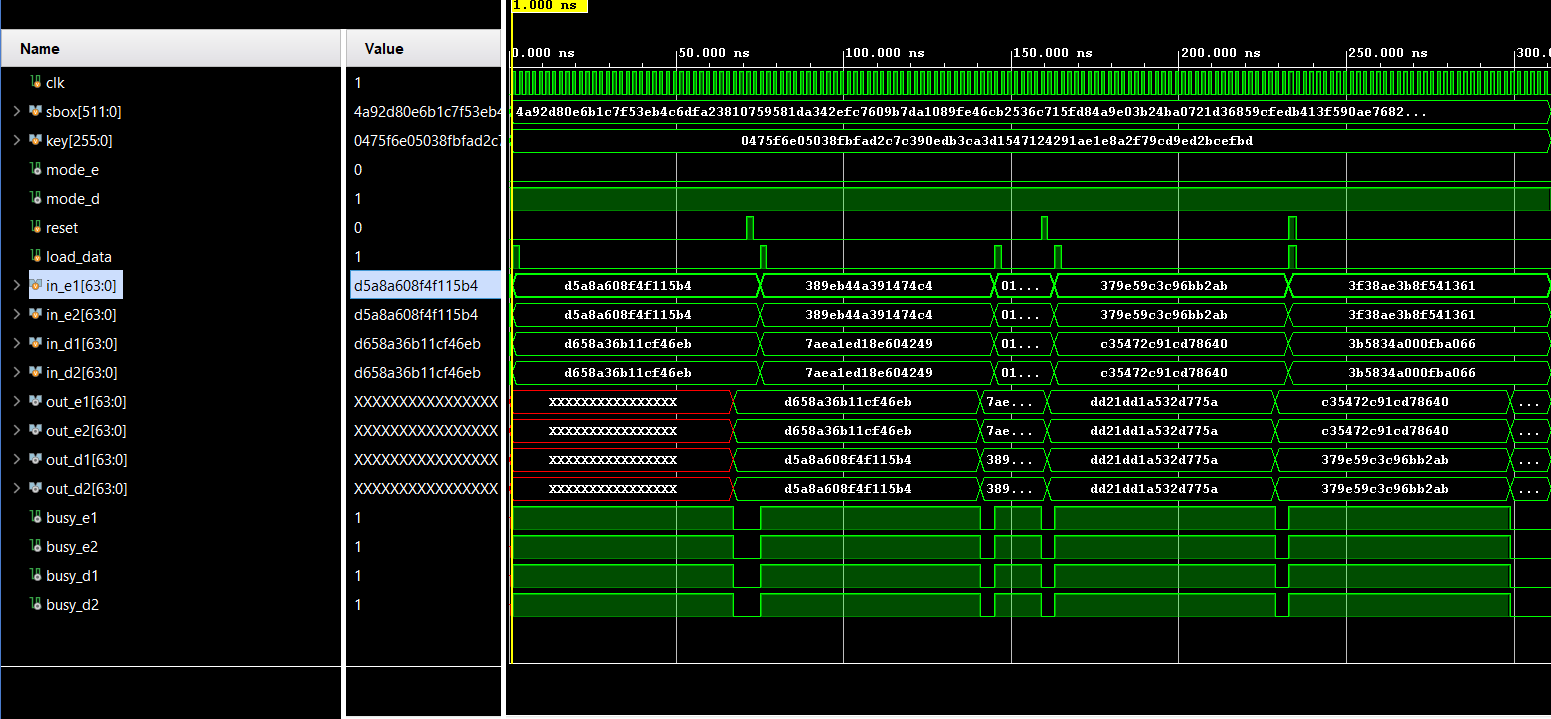 1.000 ns
Name Value 0.000 ns 50.000 ns 100.000 ns 150.000 ns 200.000 ns 250.000 ns 300.0
clk 1
sbox[511:0] 4a92d80e6b1c7f53eb4 4a92d80e6b1c7f53eb4c6dfa23810759581da342efc7609b7da1089fe46cb2536c715fd84a9e03b24ba0721d36859cfedb413f590ae7682...
key[255:0] 0475f6e05038fbfad2c7 0475f6e05038fbfad2c7c390edb3ca3d1547124291ae1e8a2f79cd9ed2bcefbd
mode_e 0
mode_d 1
reset 0
load_data 1
in_e1[63:0] d5a8a608f4f115b4 d5a8a608f4f115b4 389eb44a391474c4 01... 379e59c3c96bb2ab 3f38ae3b8f541361
in_e2[63:0] d5a8a608f4f115b4 d5a8a608f4f115b4 389eb44a391474c4 01... 379e59c3c96bb2ab 3f38ae3b8f541361
in_d1[63:0] d658a36b11cf46eb d658a36b11cf46eb 7aea1ed18e604249 01... c35472c91cd78640 3b5834a000fba066
in_d2[63:0] d658a36b11cf46eb d658a36b11cf46eb 7aea1ed18e604249 01... c35472c91cd78640 3b5834a000fba066
out_e1[63:0] XXXXXXXXXXXXXXXX XXXXXXXXXXXXXXXX d658a36b11cf46eb 7ae... dd21dd1a532d775a c35472c91cd78640 ...
out_e2[63:0] XXXXXXXXXXXXXXXX XXXXXXXXXXXXXXXX d658a36b11cf46eb 7ae... dd21dd1a532d775a c35472c91cd78640 ...
out_d1[63:0] XXXXXXXXXXXXXXXX XXXXXXXXXXXXXXXX d5a8a608f4f115b4 389... dd21dd1a532d775a 379e59c3c96bb2ab ...
out_d2[63:0] XXXXXXXXXXXXXXXX XXXXXXXXXXXXXXXX d5a8a608f4f115b4 389... dd21dd1a532d775a 379e59c3c96bb2ab ...
busy_e1 1
busy_e2 1
busy_d1 1
busy_d2 1